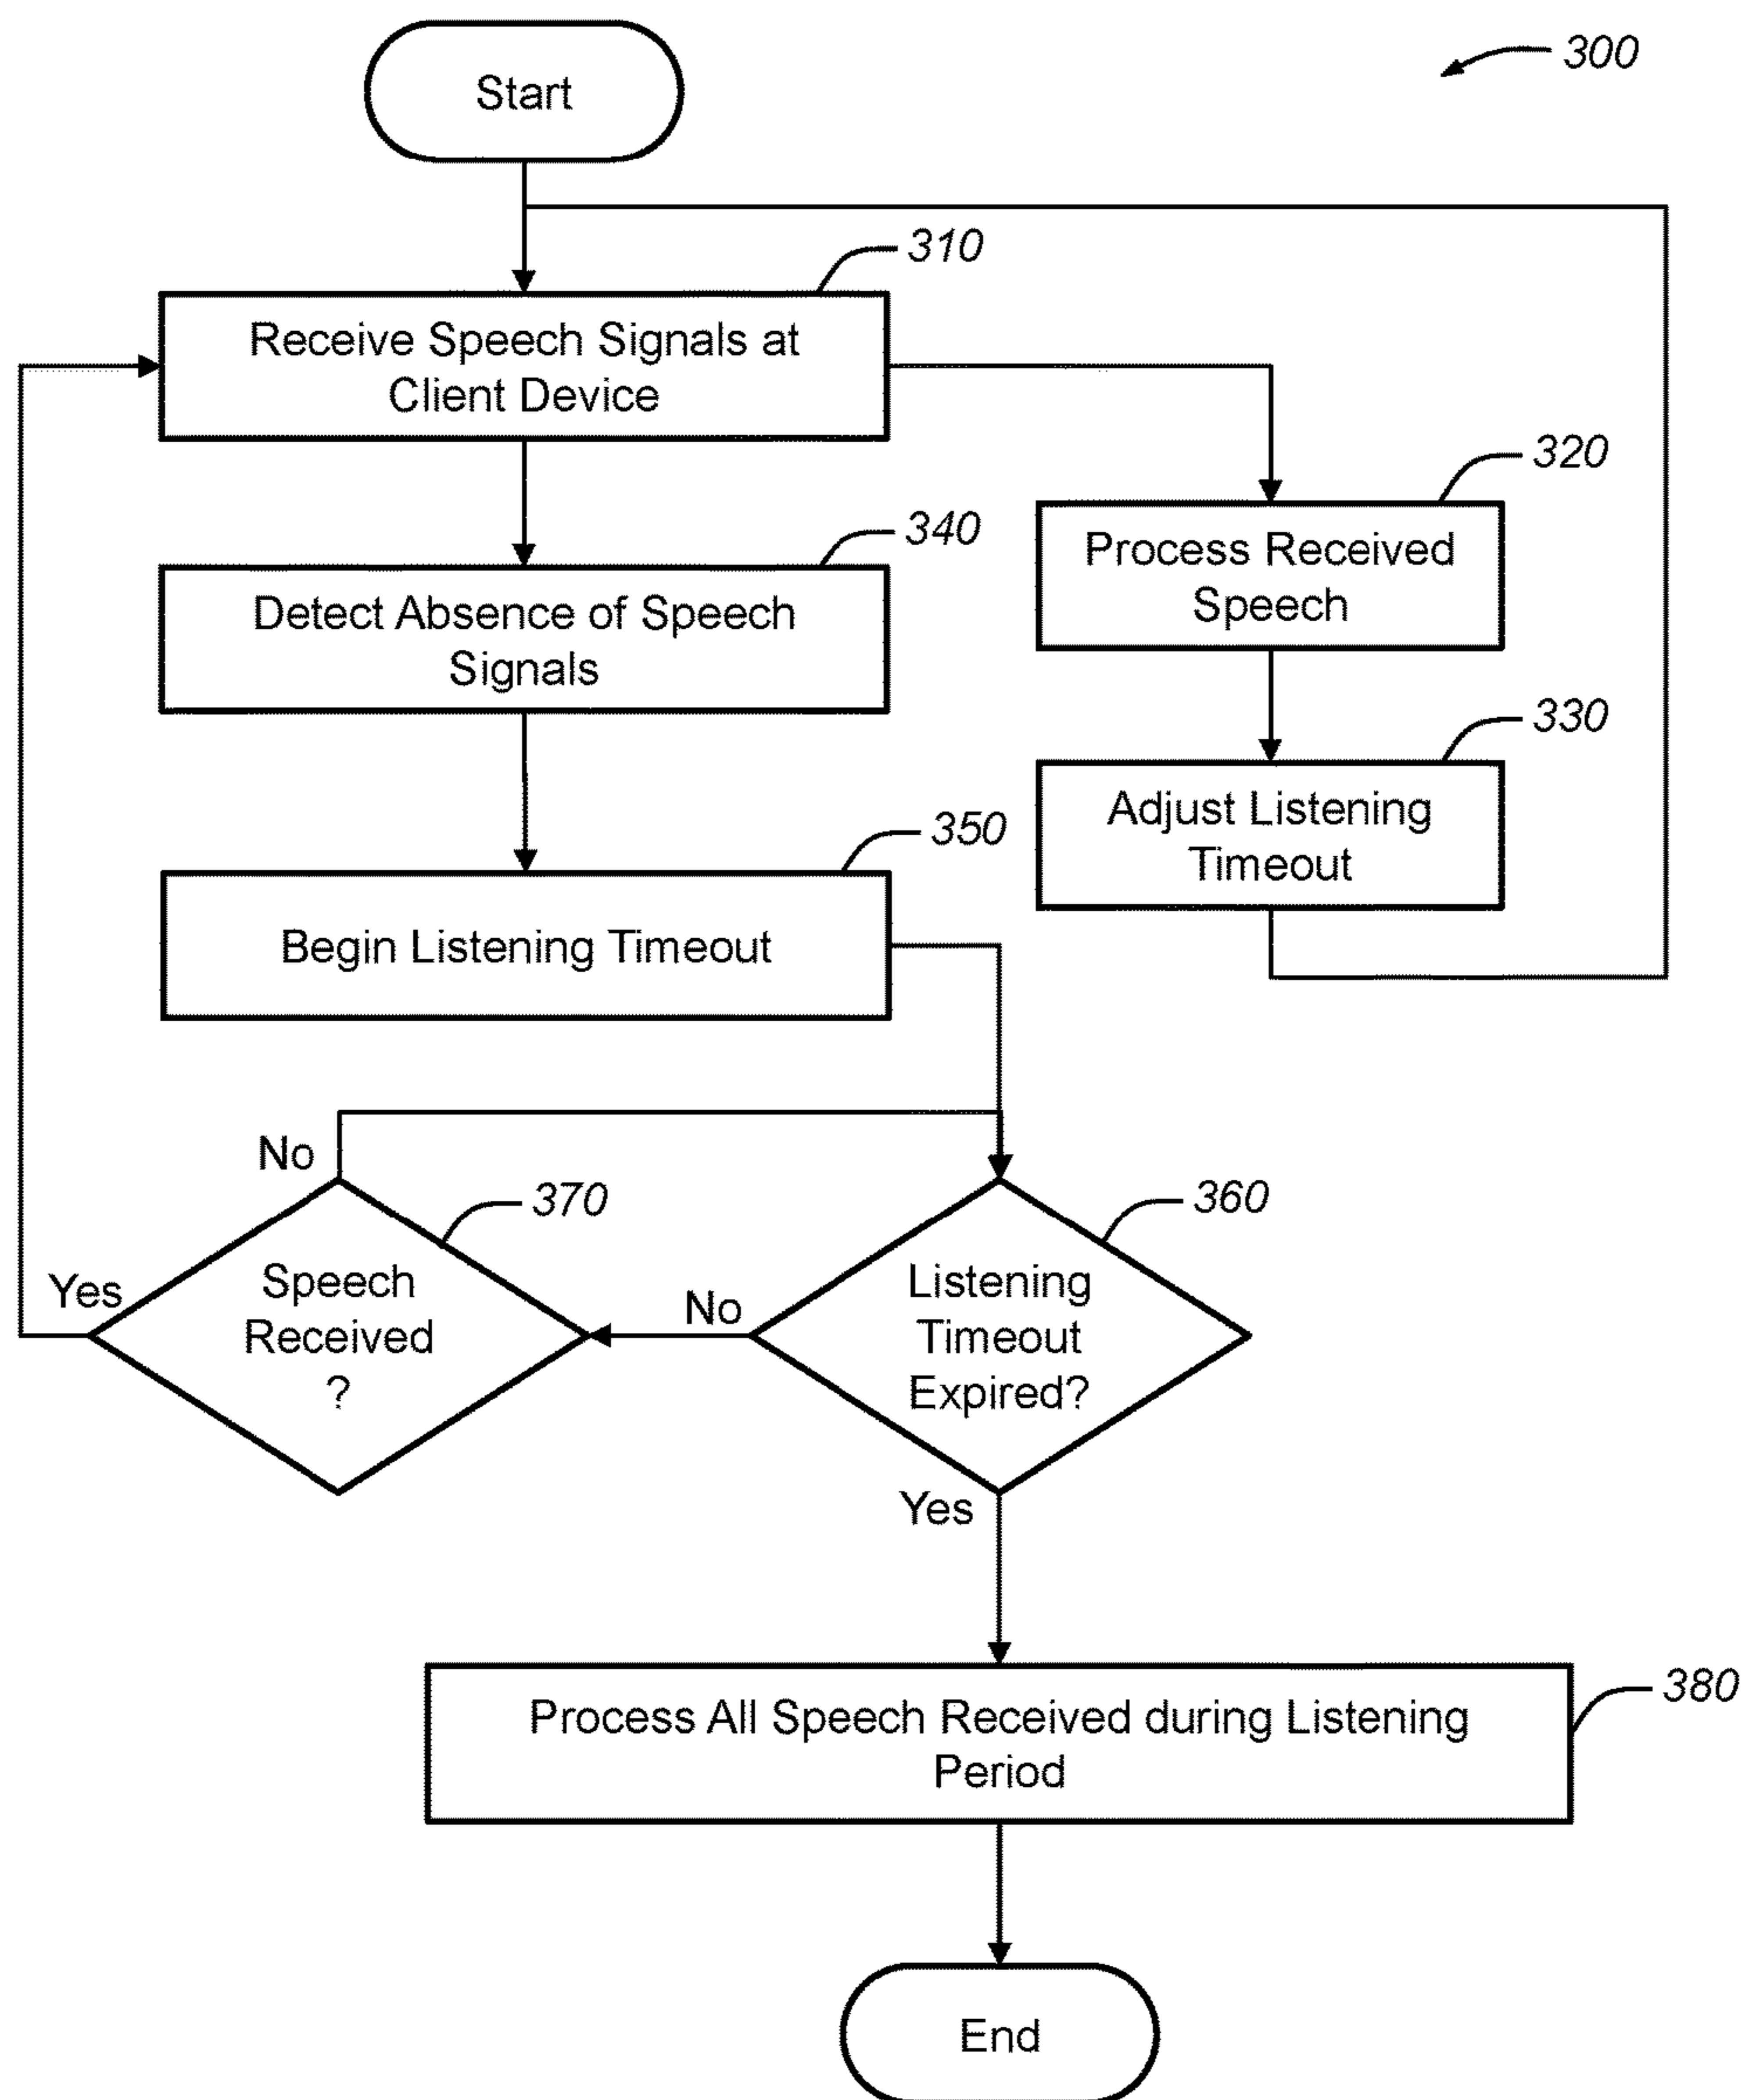 Start
300
310
Receive Speech Signals at
Client Device
320
Process Received
Speech
340
Detect Absence of Speech
Signals
330
Adjust Listening
Timeout
350
Begin Listening Timeout
No
370
360
Yes
Speech
Received
?
No
Listening
Timeout
Expired?
Yes
380
Process All Speech Received during Listening
Period
End